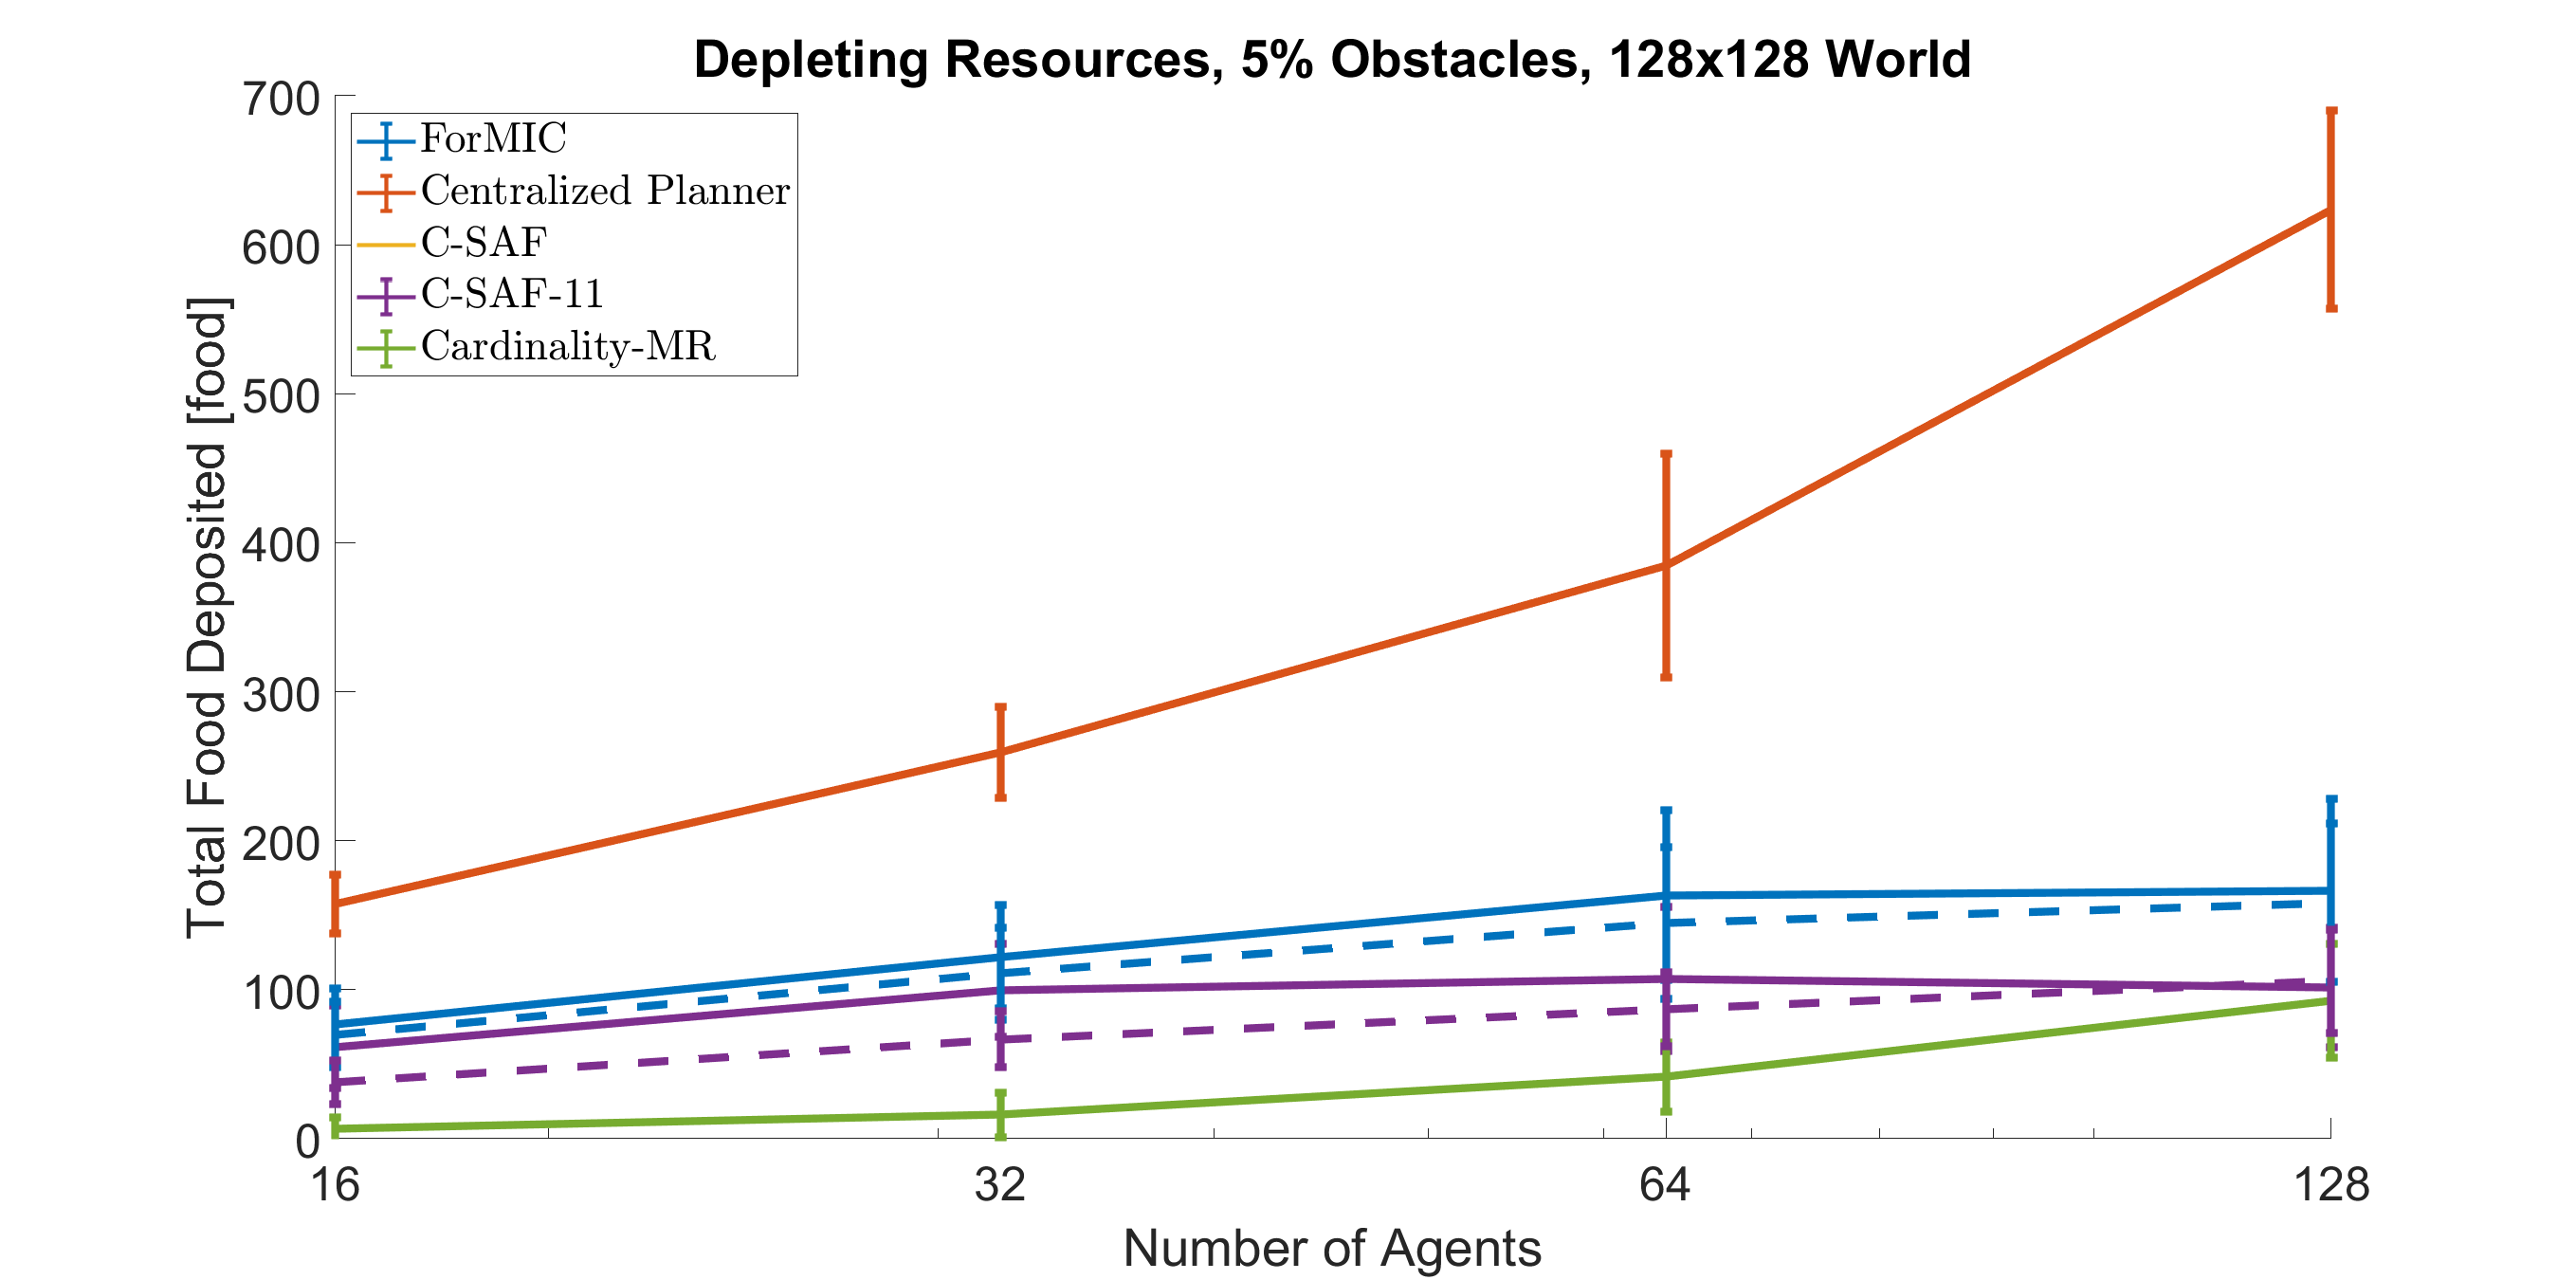 Depleting Resources, 5% Obstacles, 128x128 World
700
600
500
400
300
200
100
0
Total Food Deposited [food]
ForMIC
Centralized Planner
C-SAF
C-SAF-11
Cardinality-MR
16
32
64
128
Number of Agents